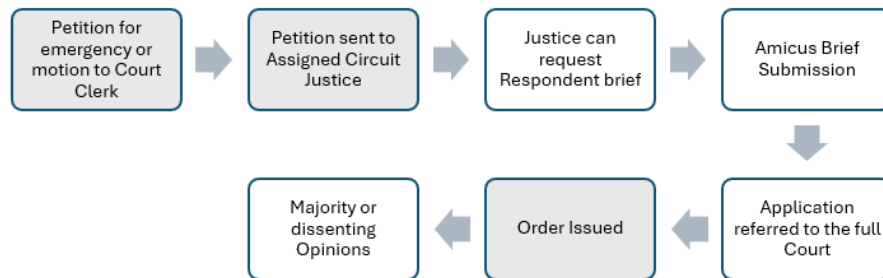 Petition for
emergency or
motion to Court
Clerk
Petition sent to
Assigned Circuit
Justice
Justice can
request
Respondent brief
Amicus Brief
Submission
Application
referred to the full
Court
Order Issued
Majority or
dissenting
Opinions